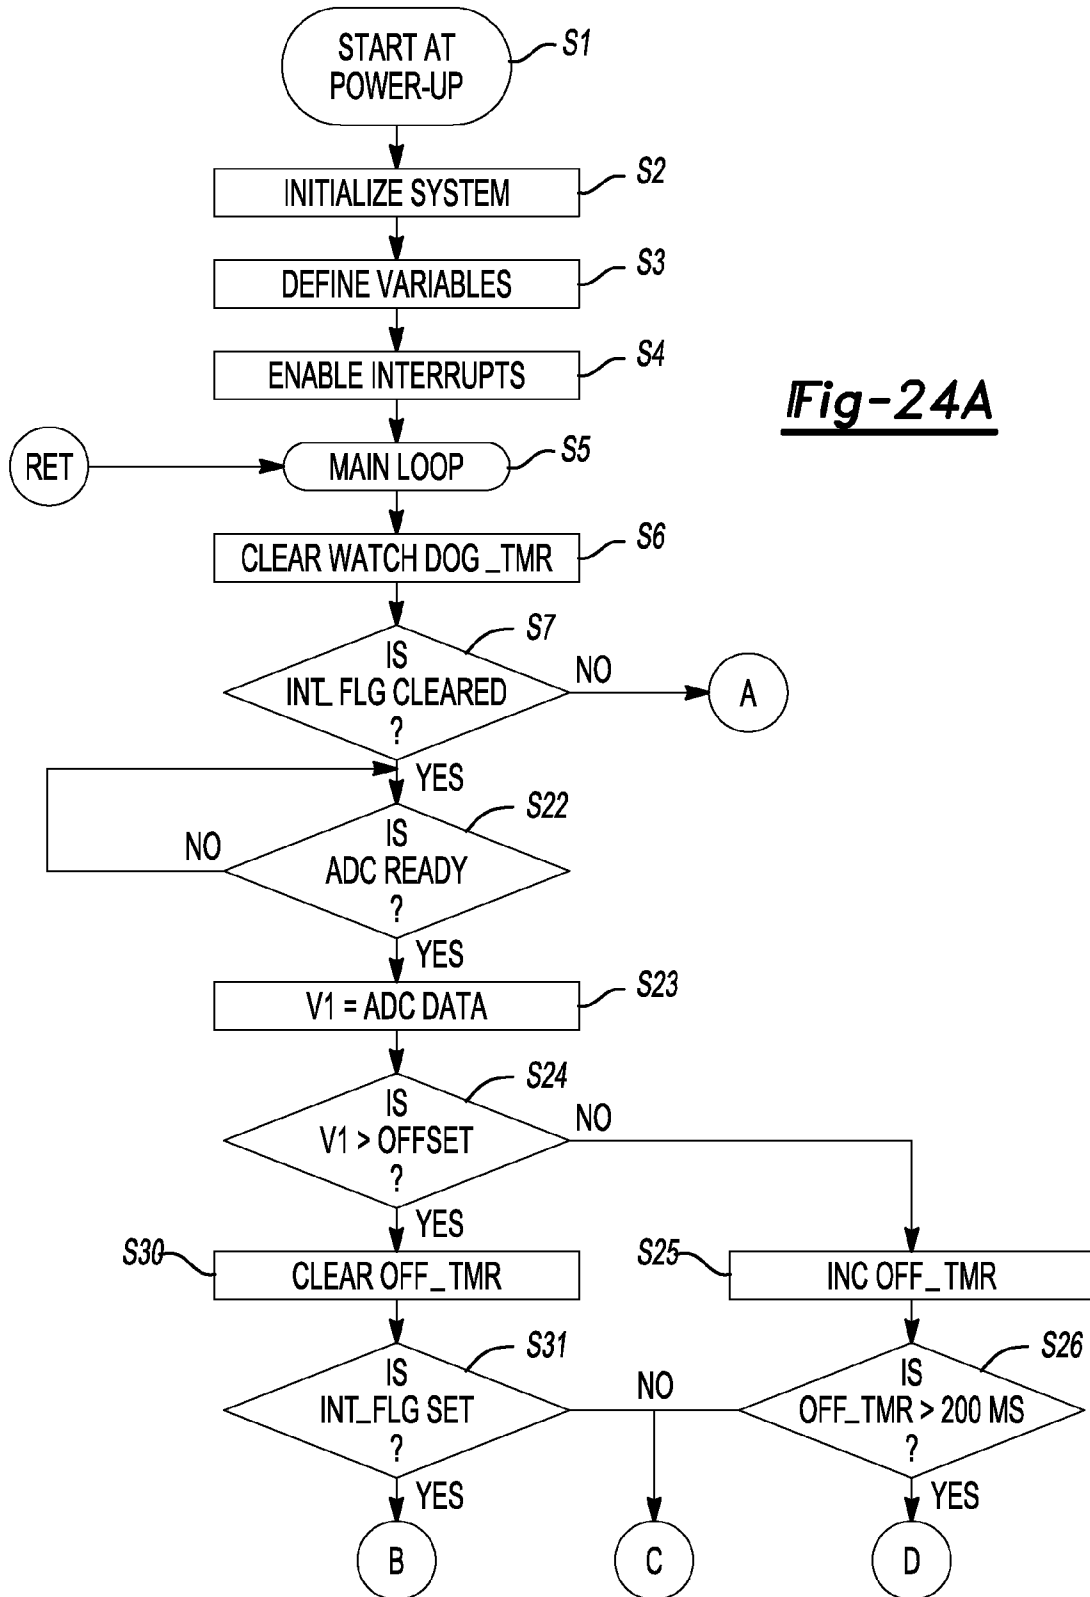 START AT
POWER-UP
S1
INITIALIZE SYSTEM
S2
DEFINE VARIABLES
S3
ENABLE INTERRUPTS
S4
Fig-24A
RET
MAIN LOOP
S5
CLEAR WATCH DOG_TMR
S6
IS
INT_FLG CLEARED
?
S7
NO
A
YES
IS
ADC READY
?
S22
NO
YES
V1 = ADC DATA
S23
IS
V1 > OFFSET
?
S24
NO
YES
S30
CLEAR OFF_TMR
S25
INC OFF_TMR
IS
INT_FLG SET
?
S31
NO
IS
OFF_TMR > 200 MS
?
S26
YES
YES
B
C
D